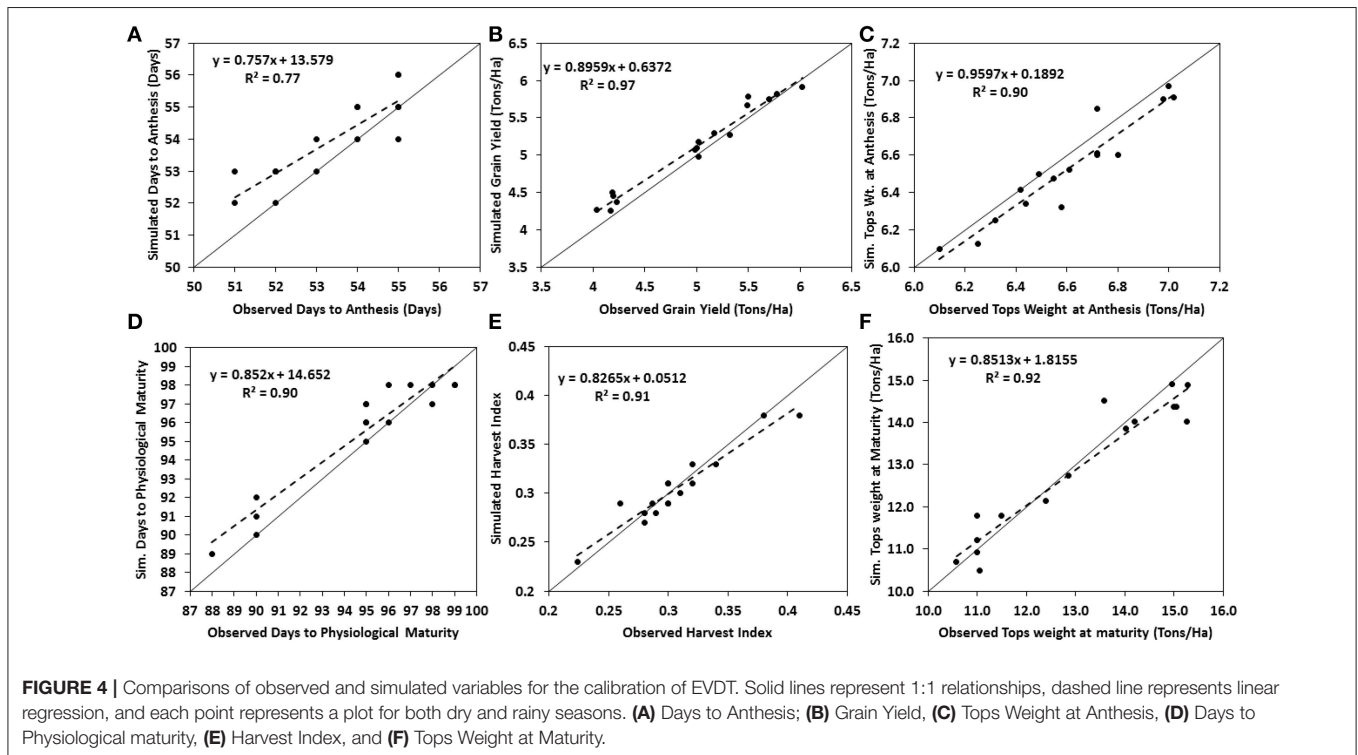 A
57
56
55
54
53
52
51
50
Simulated Days to Anthesis (Days)
y = 0.757x + 13.579
R² = 0.77
50 51 52 53 54 55 56 57
Observed Days to Anthesis (Days)
B
6.5
6
5.5
5
4.5
4
3.5
Simulated Grain Yield (Tons/Ha)
y = 0.8959x + 0.6372
R² = 0.97
3.5 4 4.5 5 5.5 6 6.5
Observed Grain Yield (Tons/Ha)
C
7.2
7.0
6.8
6.6
6.4
6.2
6.0
Sim. Tops Wt. at Anthesis (Tons/Ha)
y = 0.9597x + 0.1892
R² = 0.90
6.0 6.2 6.4 6.6 6.8 7.0 7.2
Observed Tops Weight at Anthesis (Tons/Ha)
D
100
99
98
97
96
95
94
93
92
91
90
89
88
87
Sim. Days to Physiological Maturity
y = 0.852x + 14.652
R² = 0.90
87 88 89 90 91 92 93 94 95 96 97 98 99 100
Observed Days to Physiological Maturity
E
0.45
0.4
0.35
0.3
0.25
0.2
Simulated Harvest Index
y = 0.8265x + 0.0512
R² = 0.91
0.2 0.25 0.3 0.35 0.4 0.45
Observed Harvest Index
F
16.0
15.0
14.0
13.0
12.0
11.0
10.0
Sim. Tops weight at Maturity (Tons/Ha)
y = 0.8513x + 1.8155
R² = 0.92
10.0 11.0 12.0 13.0 14.0 15.0 16.0
Observed Tops weight at maturity (Tons/Ha)
FIGURE 4 | Comparisons of observed and simulated variables for the calibration of EVDT. Solid lines represent 1:1 relationships, dashed line represents linear
regression, and each point represents a plot for both dry and rainy seasons. (A) Days to Anthesis; (B) Grain Yield, (C) Tops Weight at Anthesis, (D) Days to
Physiological maturity, (E) Harvest Index, and (F) Tops Weight at Maturity.